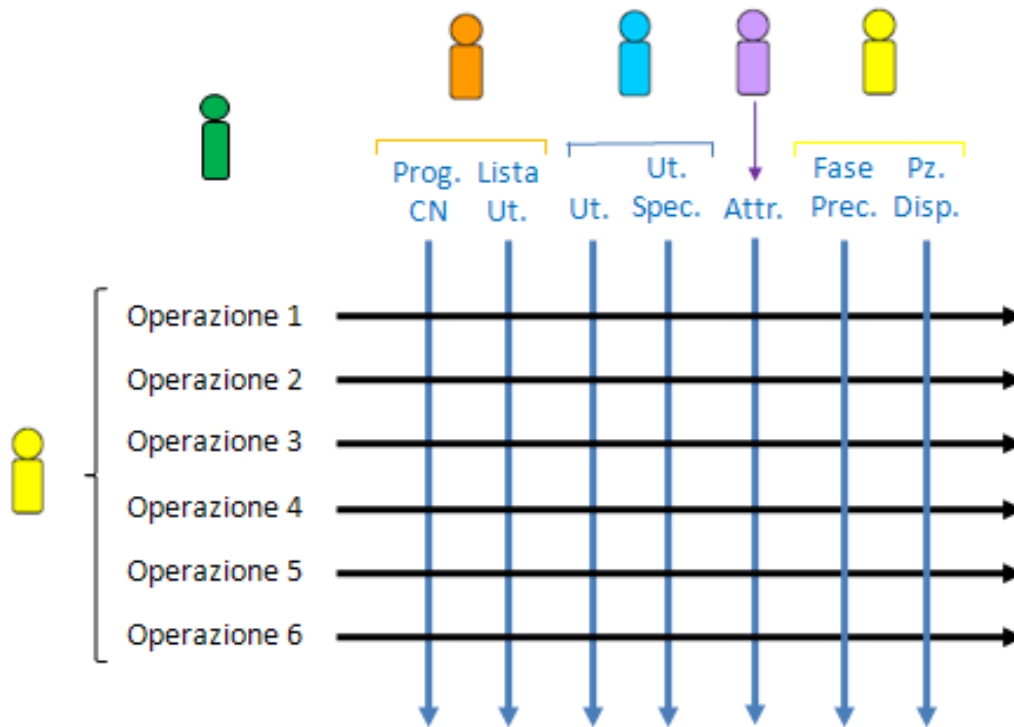 Prog. CN
Lista Ut.
Ut.
Ut. Spec.
Attr.
Fase Prec.
Pz. Disp.
Operazione 1
Operazione 2
Operazione 3
Operazione 4
Operazione 5
Operazione 6